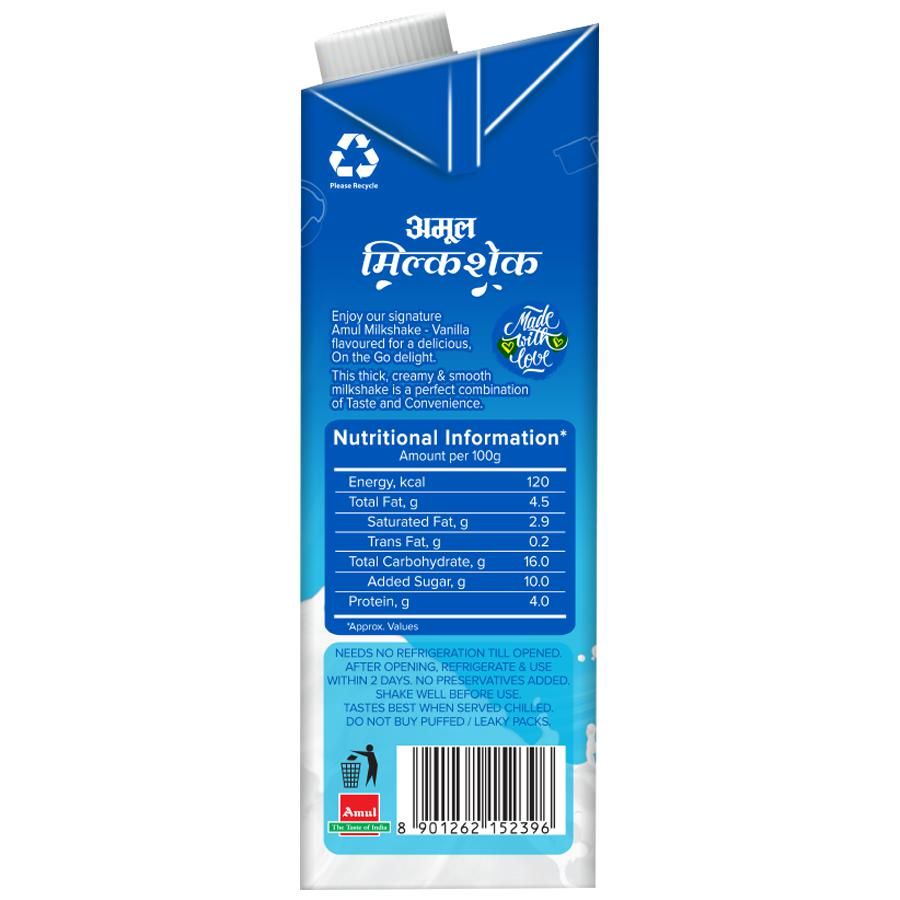 Please Recycle
अमूल
मिल्कशेक
Enjoy our signature
Amul Milkshake - Vanilla
flavoured for a delicious,
On the Go delight.
Made
with
love
This thick, creamy & smooth
milkshake is a perfect combination
of Taste and Convenience.
Nutritional Information*
Amount per 100g
Energy, kcal 120
Total Fat, g 4.5
Saturated Fat, g 2.9
Trans Fat, g 0.2
Total Carbohydrate, g 16.0
Added Sugar, g 10.0
Protein, g 4.0
*Approx. Values
NEEDS NO REFRIGERATION TILL OPENED.
AFTER OPENING, REFRIGERATE & USE
WITHIN 2 DAYS. NO PRESERVATIVES ADDED.
SHAKE WELL BEFORE USE.
TASTES BEST WHEN SERVED CHILLED.
DO NOT BUY PUFFED / LEAKY PACKS.
Amul
The Taste of India
8 901262 152396